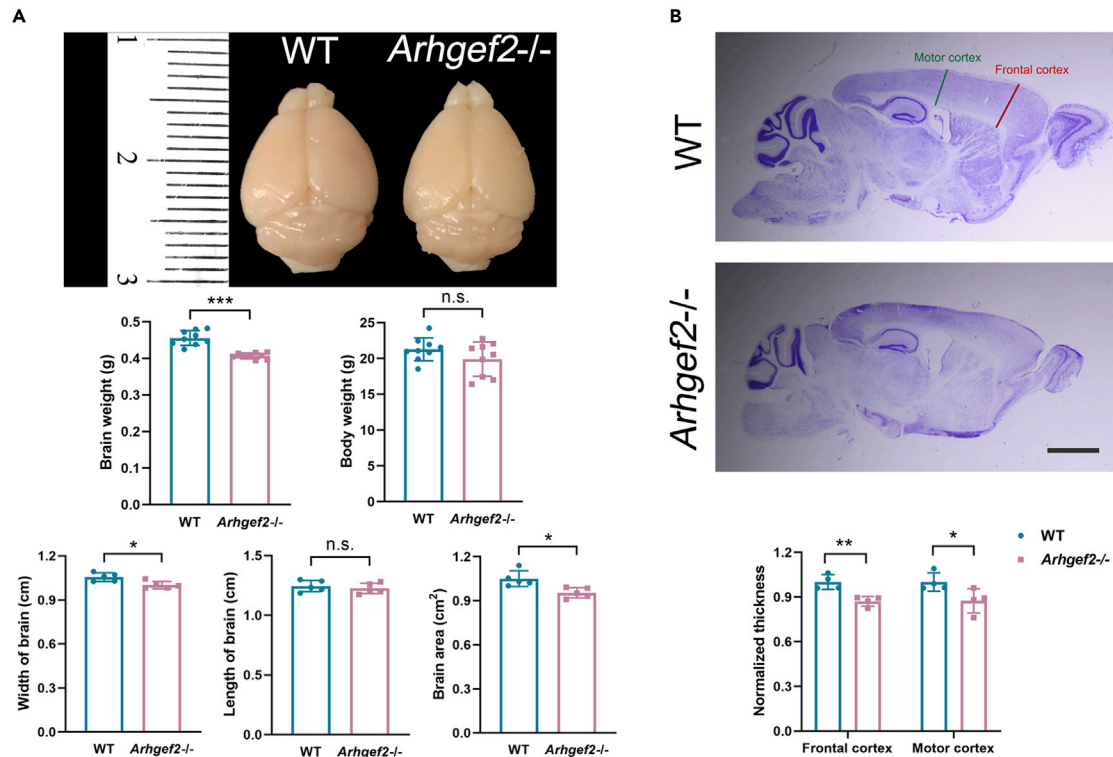 A
B
WT Arhgef2-/-
1
2
3
WT
Motor cortex
Frontal cortex
Arhgef2-/-
***
Brain weight (g)
0.5
0.4
0.3
0.2
0.1
0.0
WT Arhgef2-/-
n.s.
Body weight (g)
25
20
15
10
5
0
WT Arhgef2-/-
*
Width of brain (cm)
1.2
0.9
0.6
0.3
0.0
WT Arhgef2-/-
n.s.
Length of brain (cm)
1.5
1.2
0.9
0.6
0.3
0.0
WT Arhgef2-/-
*
Brain area (cm2)
1.2
0.9
0.6
0.3
0.0
WT Arhgef2-/-
WT
Arhgef2-/-
** *
Normalized thickness
1.2
0.9
0.6
0.3
0.0
Frontal cortex Motor cortex